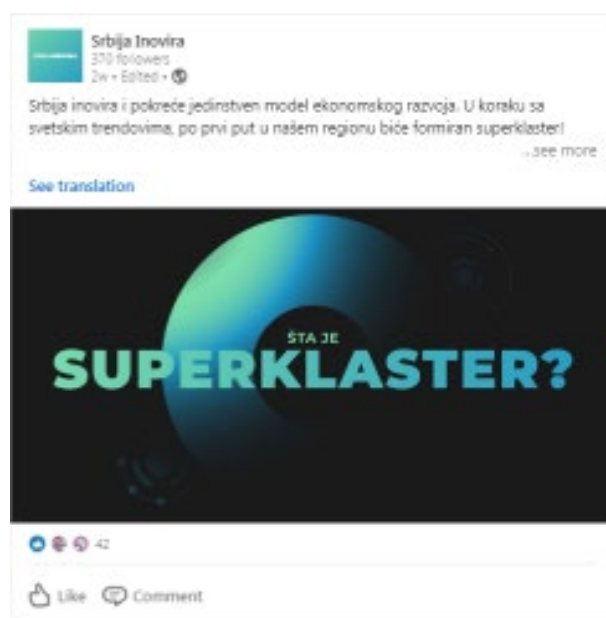 Srbija Inovira
370 followers
2w • Edited •
Srbija inovira i pokreće jedinstven model ekonomskog razvoja. U koraku sa
svetskim trendovima, po prvi put u našem regionu biće formiran superklaster!
...see more
See translation
ŠTA JE
SUPERKLASTER?
42
Like Comment